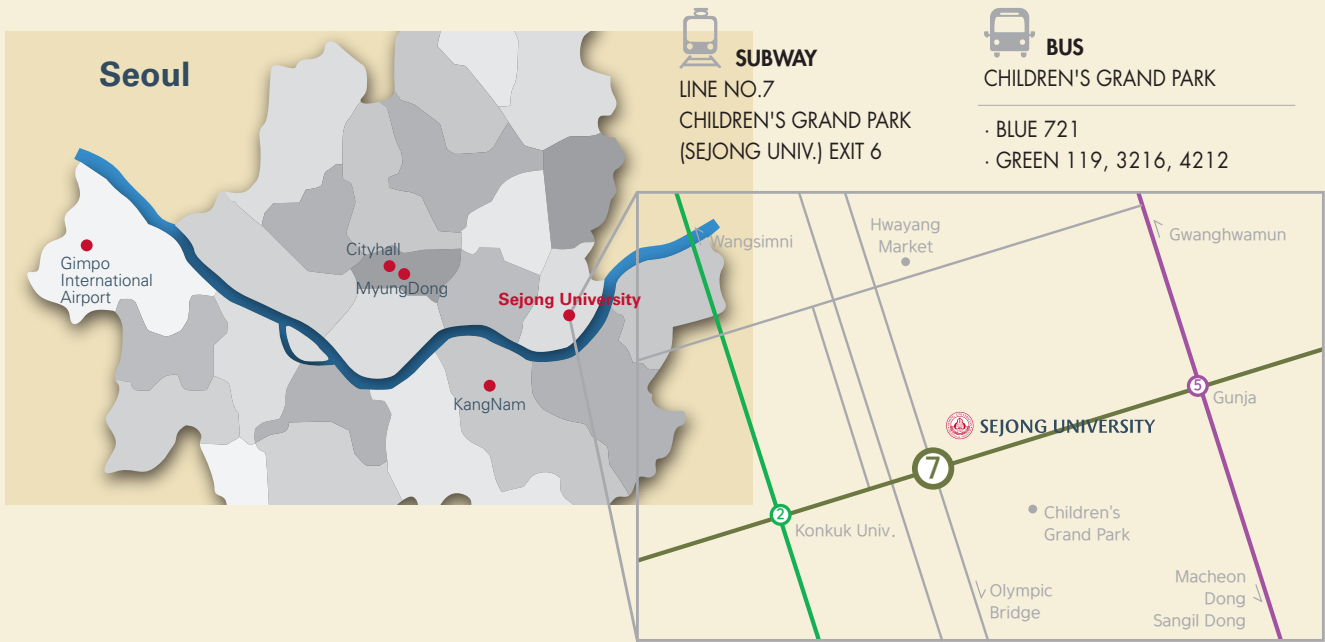 Seoul
Gimpo
International
Airport
Cityhall
MyungDong
Sejong University
KangNam
SUBWAY
LINE NO.7
CHILDREN'S GRAND PARK
(SEJONG UNIV.) EXIT 6
BUS
CHILDREN'S GRAND PARK
· BLUE 721
· GREEN 119, 3216, 4212
Wangsimni
Hwayang
Market
Gwanghwamun
5
Gunja
SEJONG UNIVERSITY
7
2
Konkuk Univ.
Children's
Grand Park
Olympic
Bridge
Macheon
Dong
Sangil Dong